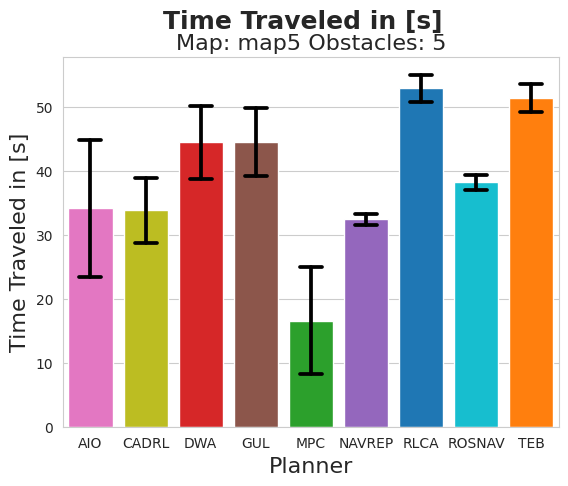 Time Traveled in [s]
Map: map5 Obstacles: 5
Time Traveled in [s]
50
40
30
20
10
0
AIO CADRL DWA GUL MPC NAVREP RLCA ROSNAV TEB
Planner